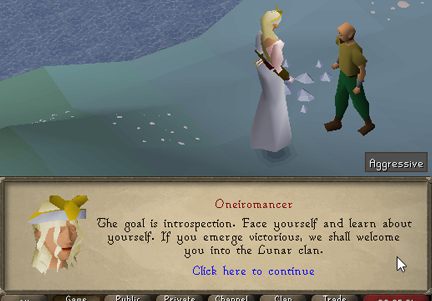 Aggressive
Oneiromancer
The goal is introspection. Face yourself and learn about
yourself. If you emerge victorious, we shall welcome
you into the Lunar clan.
Click here to continue
Game Public Private Channel Clan Trade